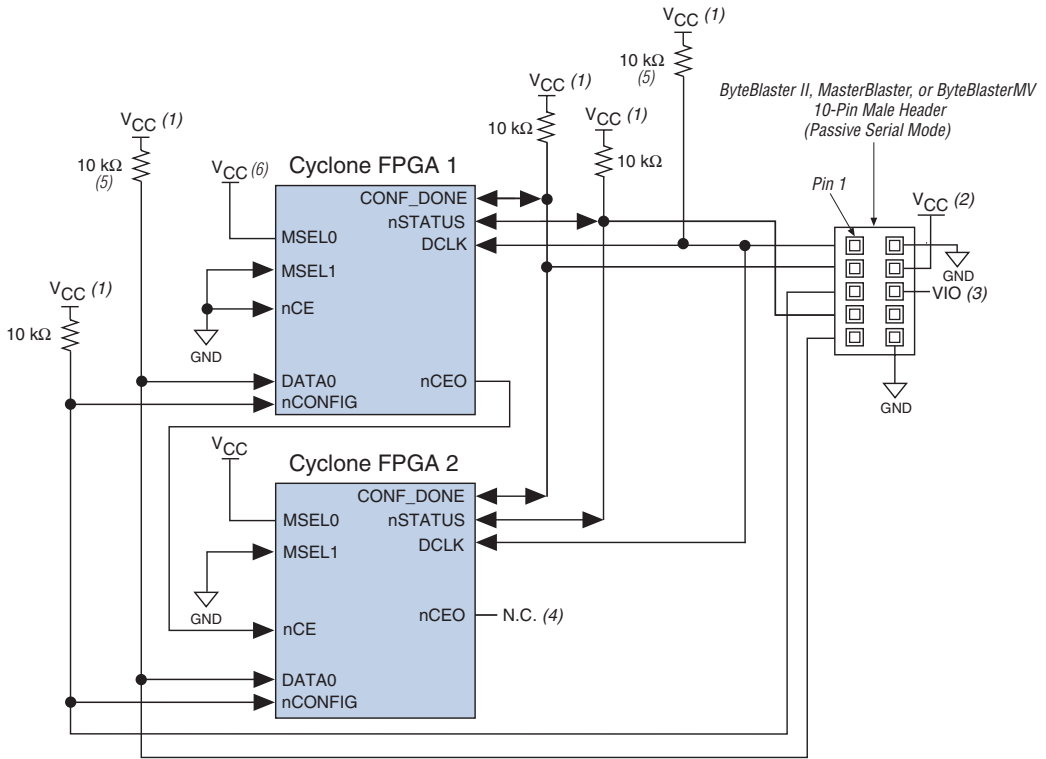 VCC (1)
10 kΩ
(5)
VCC (1)
10 kΩ
VCC (1)
10 kΩ
ByteBlaster II, MasterBlaster, or ByteBlasterMV
10-Pin Male Header
(Passive Serial Mode)
Pin 1
VCC (2)
GND
VIO (3)
GND
VCC (1)
10 kΩ
(5)
VCC (1)
10 kΩ
VCC (6)
Cyclone FPGA 1
CONF_DONE
nSTATUS
DCLK
MSEL0
MSEL1
nCE
GND
DATA0
nCONFIG
nCEO
VCC
Cyclone FPGA 2
CONF_DONE
nSTATUS
DCLK
MSEL0
MSEL1
GND
nCE
nCEO
N.C. (4)
DATA0
nCONFIG